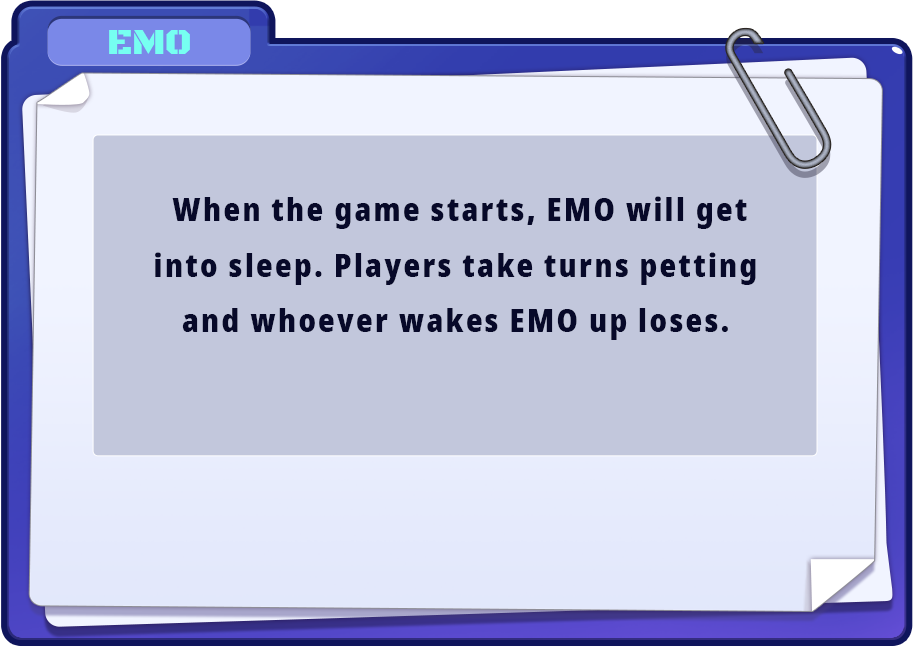 EMO
When the game starts, EMO will get
into sleep. Players take turns petting
and whoever wakes EMO up loses.